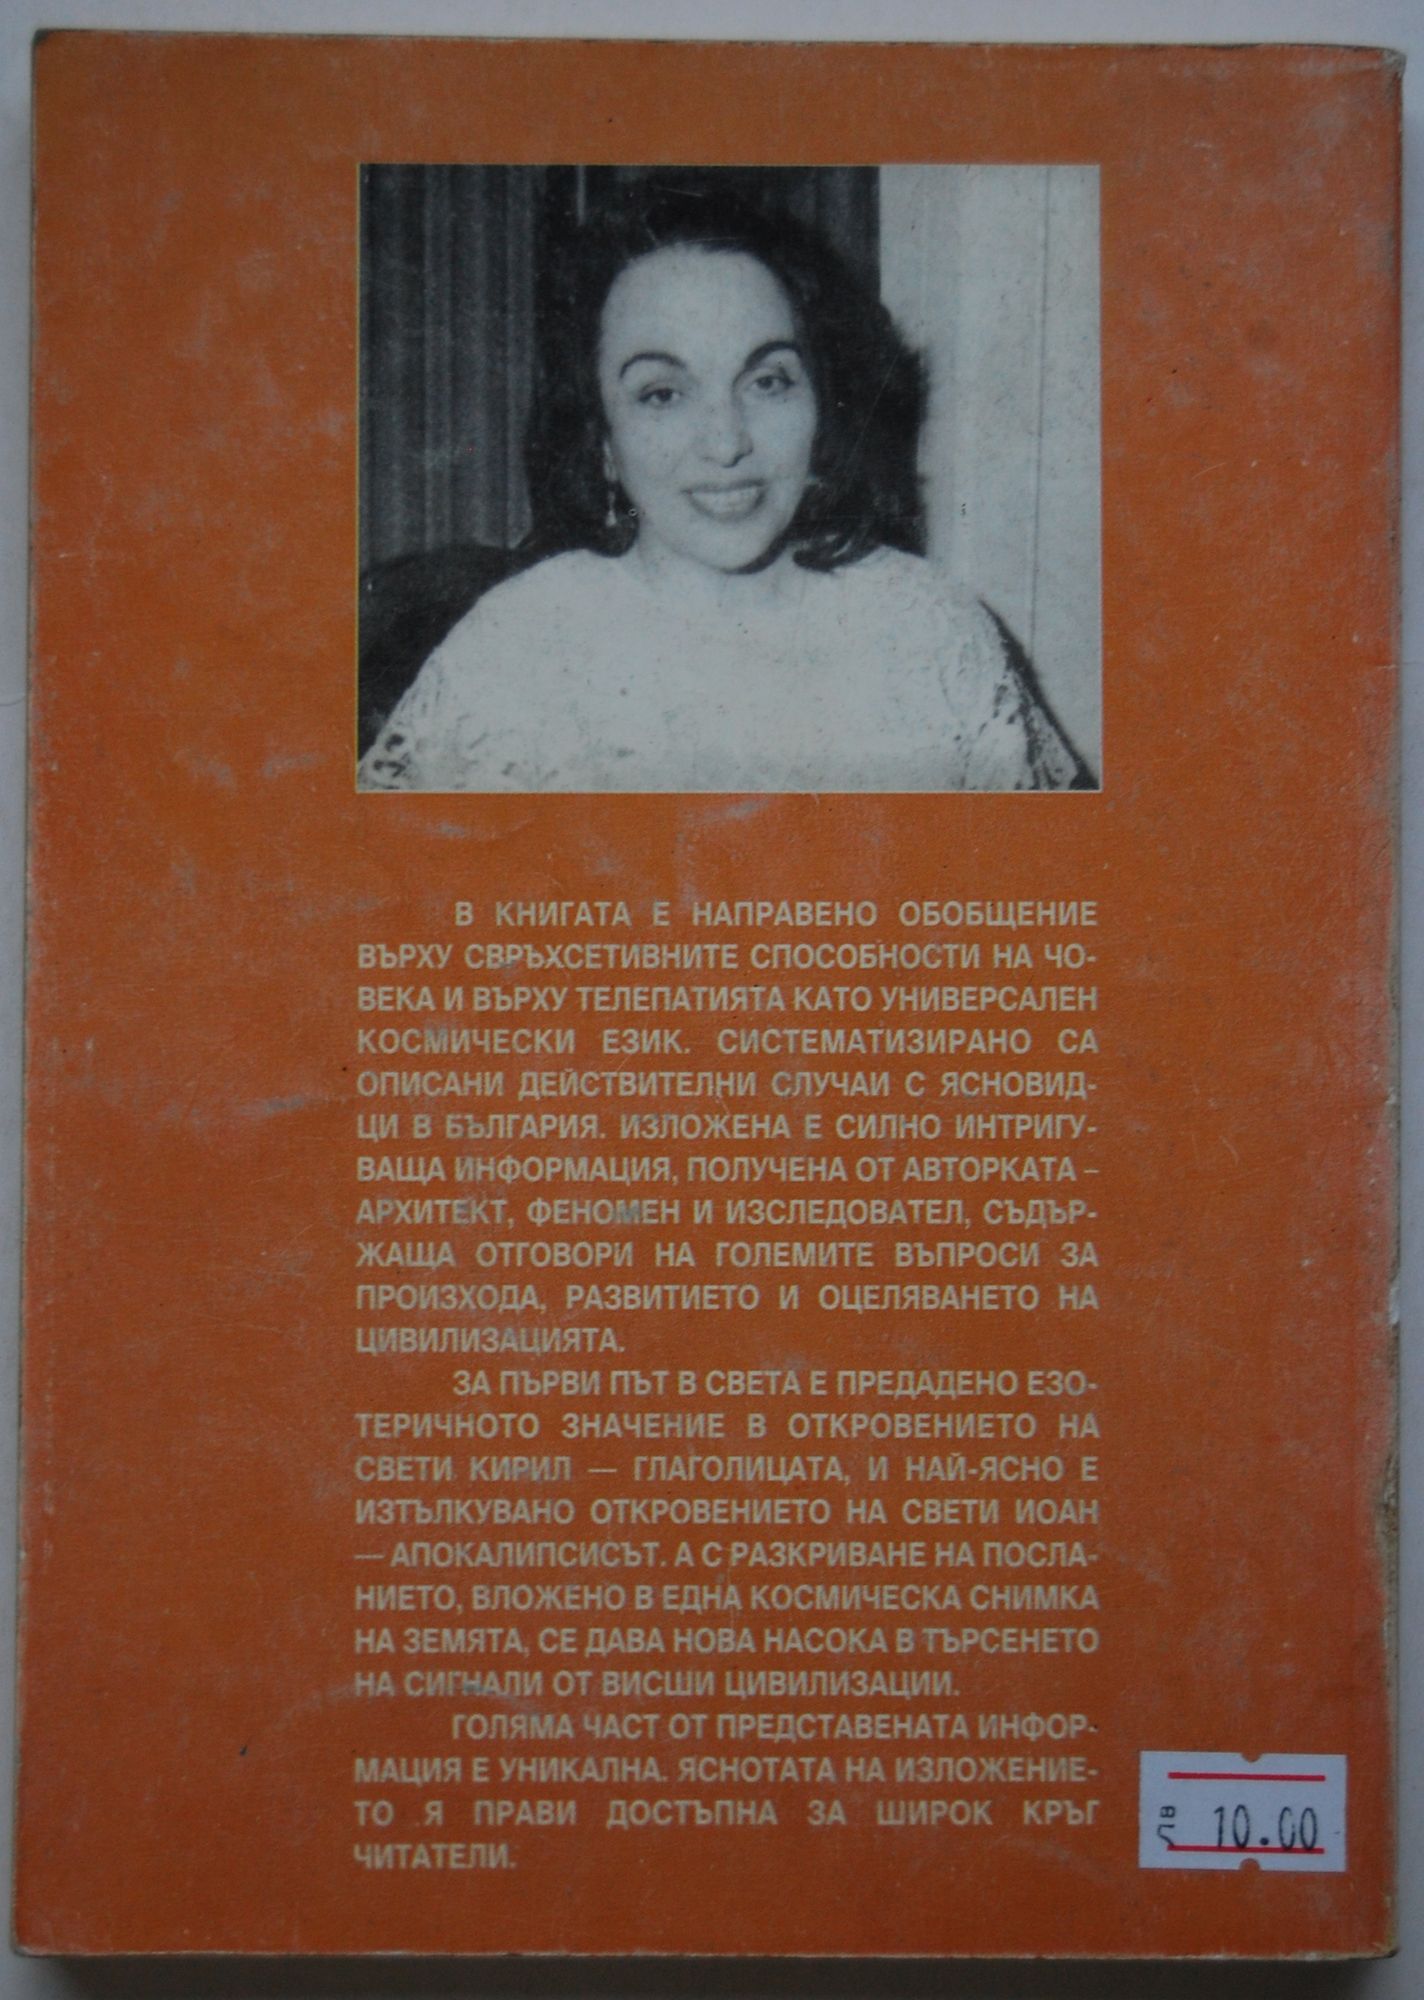 В КНИГАТА Е НАПРАВЕНО ОБОБЩЕНИЕ
ВЪРХУ СВРЪХСЕТИВНИТЕ СПОСОБНОСТИ НА ЧО-
ВЕКА И ВЪРХУ ТЕЛЕПАТИЯТА КАТО УНИВЕРСАЛЕН
КОСМИЧЕСКИ ЕЗИК. СИСТЕМАТИЗИРАНО СА
ОПИСАНИ ДЕЙСТВИТЕЛНИ СЛУЧАИ С ЯСНОВИД-
ЦИ В БЪЛГАРИЯ. ИЗЛОЖЕНА Е СИЛНО ИНТРИГУ-
ВАЩА ИНФОРМАЦИЯ, ПОЛУЧЕНА ОТ АВТОРКАТА –
АРХИТЕКТ, ФЕНОМЕН И ИЗСЛЕДОВАТЕЛ, СЪДЪР-
ЖАЩА ОТГОВОРИ НА ГОЛЕМИТЕ ВЪПРОСИ ЗА
ПРОИЗХОДА, РАЗВИТИЕТО И ОЦЕЛЯВАНЕТО НА
ЦИВИЛИЗАЦИЯТА.
ЗА ПЪРВИ ПЪТ В СВЕТА Е ПРЕДАДЕНО ЕЗО-
ТЕРИЧНОТО ЗНАЧЕНИЕ В ОТКРОВЕНИЕТО НА
СВЕТИ КИРИЛ — ГЛАГОЛИЦАТА, И НАЙ-ЯСНО Е
ИЗТЪЛКУВАНО ОТКРОВЕНИЕТО НА СВЕТИ ИОАН
— АПОКАЛИПСИСЪТ. А С РАЗКРИВАНЕ НА ПОСЛА-
НИЕТО, ВЛОЖЕНО В ЕДНА КОСМИЧЕСКА СНИМКА
НА ЗЕМЯТА, СЕ ДАВА НОВА НАСОКА В ТЪРСЕНЕТО
НА СИГНАЛИ ОТ ВИСШИ ЦИВИЛИЗАЦИИ.
ГОЛЯМА ЧАСТ ОТ ПРЕДСТАВЕНАТА ИНФОР-
МАЦИЯ Е УНИКАЛНА. ЯСНОТАТА НА ИЗЛОЖЕНИЕ-
ТО Я ПРАВИ ДОСТЪПНА ЗА ШИРОК КРЪГ
ЧИТАТЕЛИ.
лв 10.00